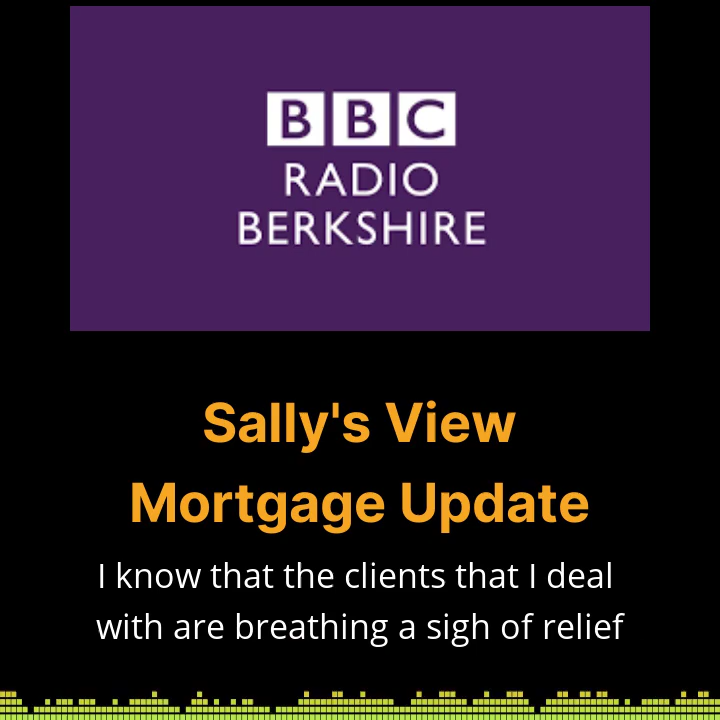 BBC
RADIO
BERKSHIRE
Sally's View
Mortgage Update
I know that the clients that I deal
with are breathing a sigh of relief